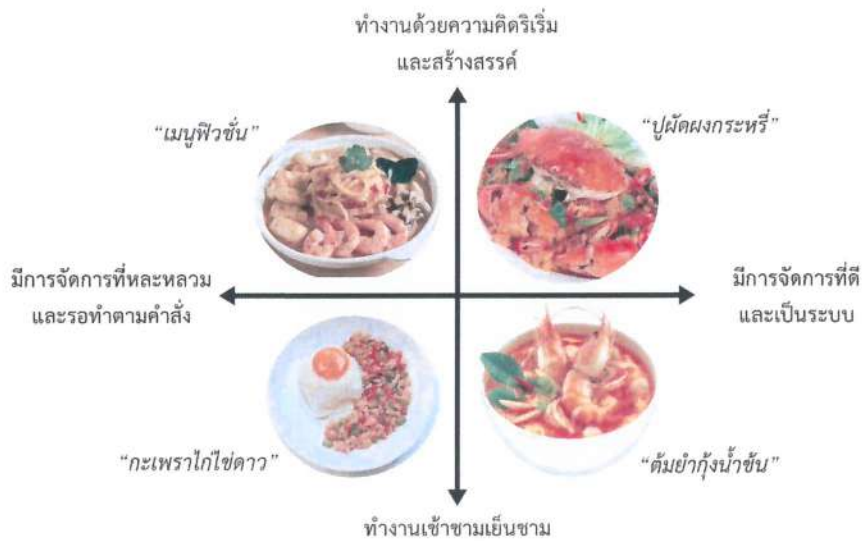 ทำงานด้วยความคิดริเริ่ม
และสร้างสรรค์
“เมนูฟิวชั่น”
“ปูผัดผงกระหรี่”
มีการจัดการที่หละหลวม
และรอทำตามคำสั่ง
มีการจัดการที่ดี
และเป็นระบบ
“กะเพราไก่ไข่ดาว”
“ต้มยำกุ้งน้ำข้น”
ทำงานเช้าชามเย็นชาม